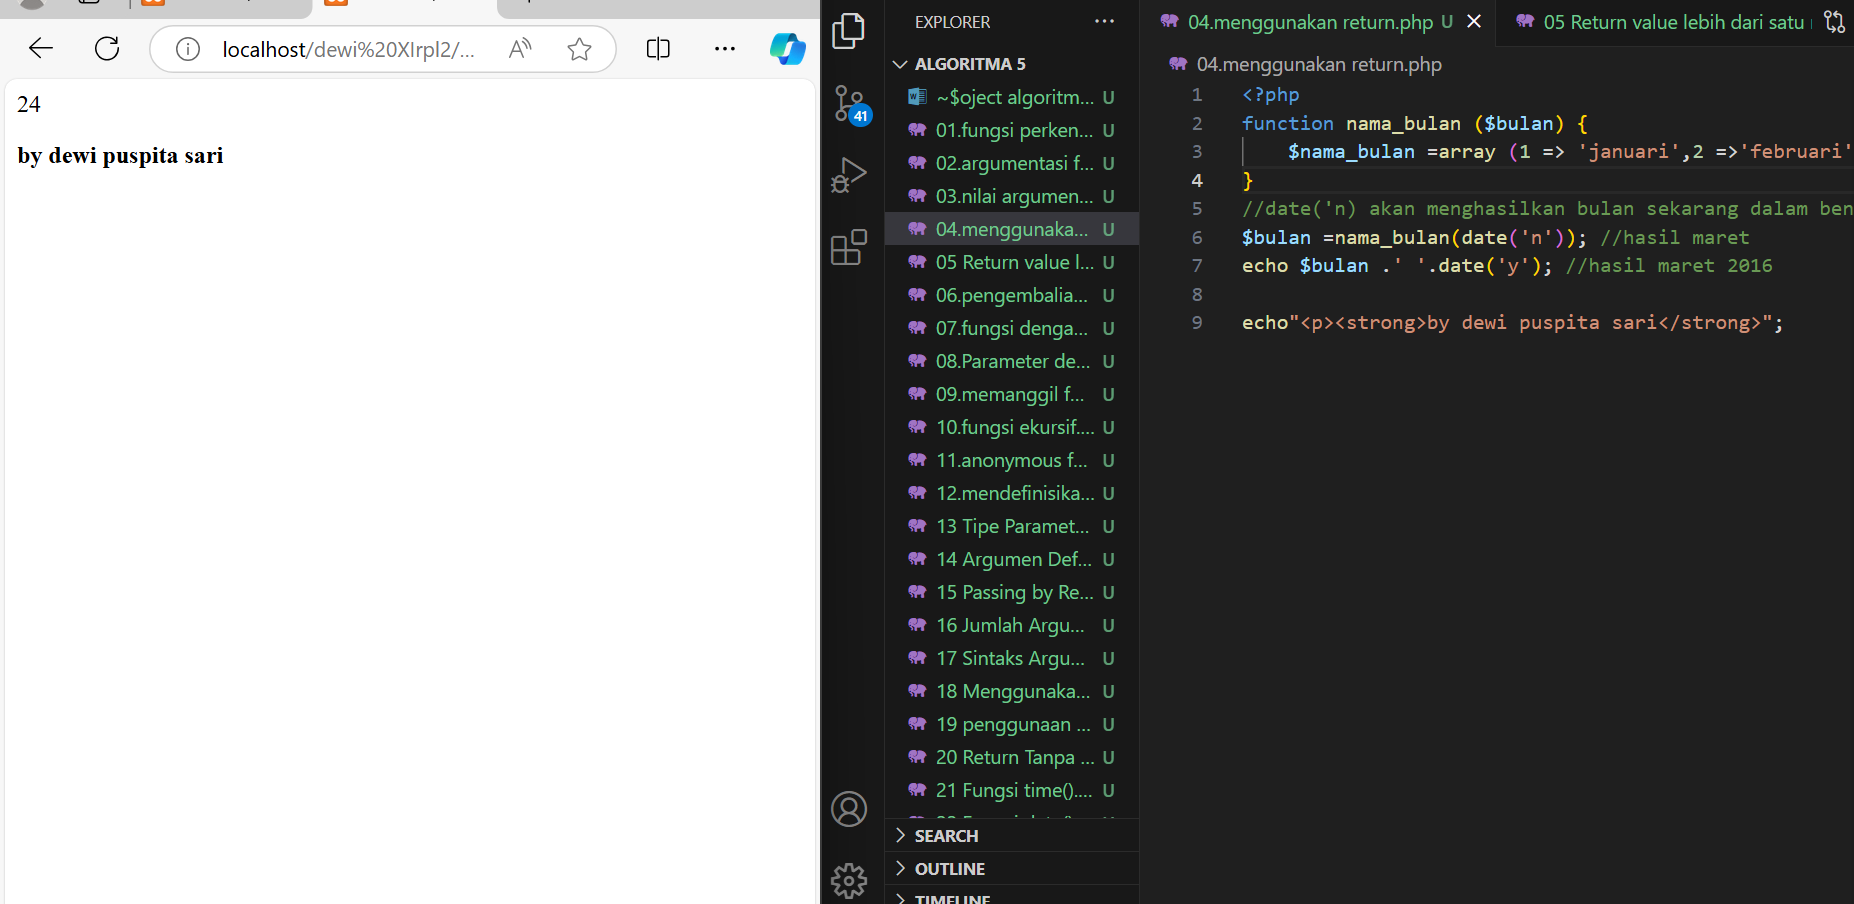 localhost/dewi%20XIrpl2/...
24
by dewi puspita sari
41
EXPLORER
ALGORITMA 5
~$oject algoritm... U
01.fungsi perken... U
02.argumentasi f... U
03.nilai argumen... U
04.menggunaka... U
05 Return value l... U
06.pengembalia... U
07.fungsi denga... U
08.Parameter de... U
09.memanggil f... U
10.fungsi ekursif.... U
11.anonymous f... U
12.mendefinisika... U
13 Tipe Paramet... U
14 Argumen Def... U
15 Passing by Re... U
16 Jumlah Argu... U
17 Sintaks Argu... U
18 Menggunaka... U
19 penggunaan ... U
20 Return Tanpa ... U
21 Fungsi time().... U
SEARCH
OUTLINE
TIMELINE
04.menggunakan return.php U
05 Return value lebih dari satu
04.menggunakan return.php
1 <?php
2 function nama_bulan ($bulan) {
3 $nama_bulan =array (1 => 'januari',2 =>'februari'
4 }
5 //date('n) akan menghasilkan bulan sekarang dalam ben
6 $bulan =nama_bulan(date('n')); //hasil maret
7 echo $bulan .' '.date('y'); //hasil maret 2016
8
9 echo"<p><strong>by dewi puspita sari</strong>";